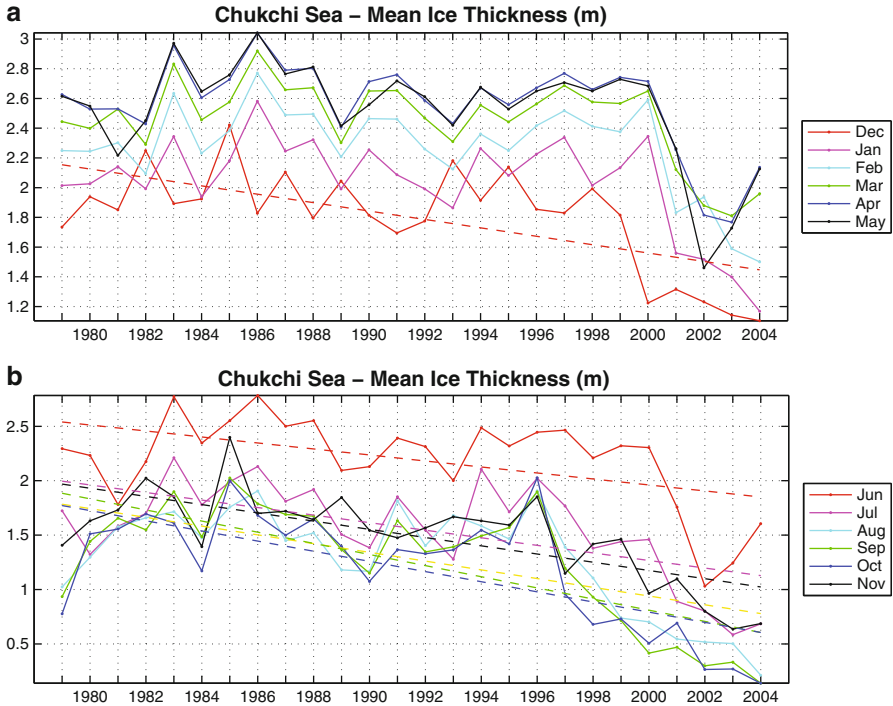 a
Chukchi Sea – Mean Ice Thickness (m)
3
2.8
2.6
2.4
2.2
2
1.8
1.6
1.4
1.2
1980 1982 1984 1986 1988 1990 1992 1994 1996 1998 2000 2002 2004
Dec
Jan
Feb
Mar
Apr
May
b
Chukchi Sea – Mean Ice Thickness (m)
2.5
2
1.5
1
0.5
1980 1982 1984 1986 1988 1990 1992 1994 1996 1998 2000 2002 2004
Jun
Jul
Aug
Sep
Oct
Nov